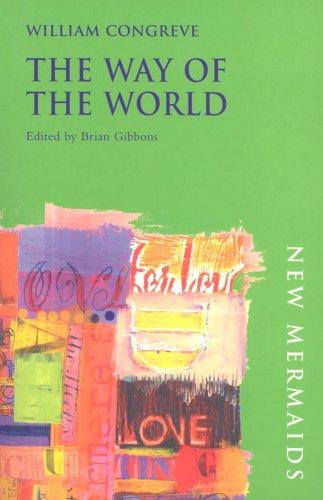 WILLIAM CONGREVE
THE WAY OF
THE WORLD
Edited by Brian Gibbons
NEW MERMAIDS
LOVE